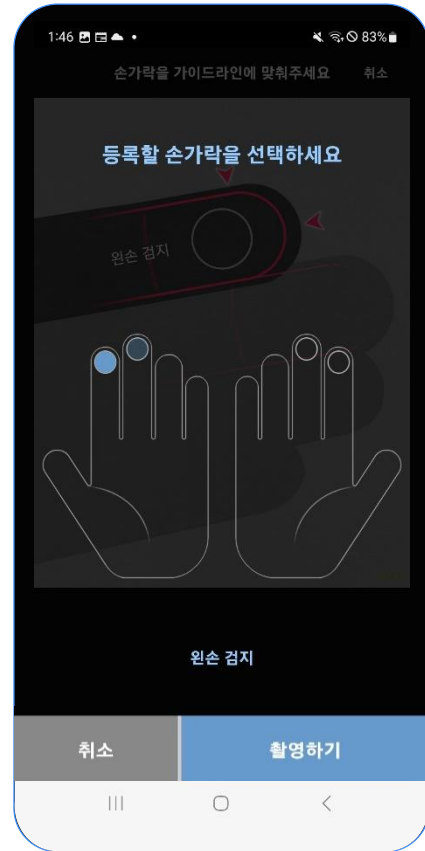 1:46
83%
손가락을 가이드라인에 맞춰주세요 취소
등록할 손가락을 선택하세요
왼손 검지
왼손 검지
취소
촬영하기